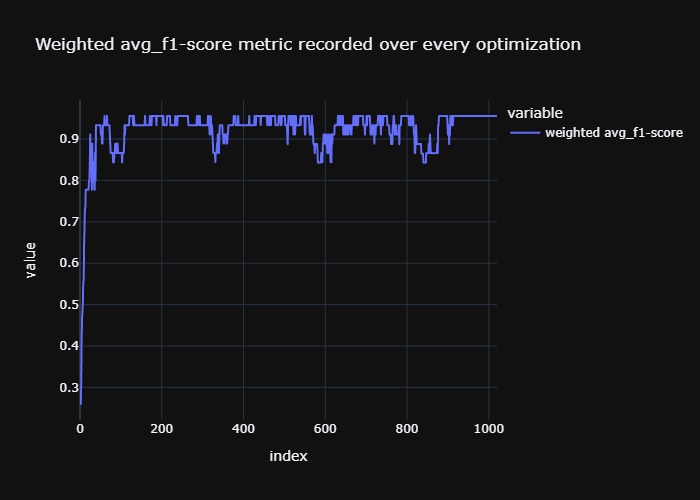 Weighted avg_f1-score metric recorded over every optimization
variable
weighted avg_f1-score
0.9
0.8
0.7
0.6
0.5
0.4
0.3
value
0
200
400
600
800
1000
index